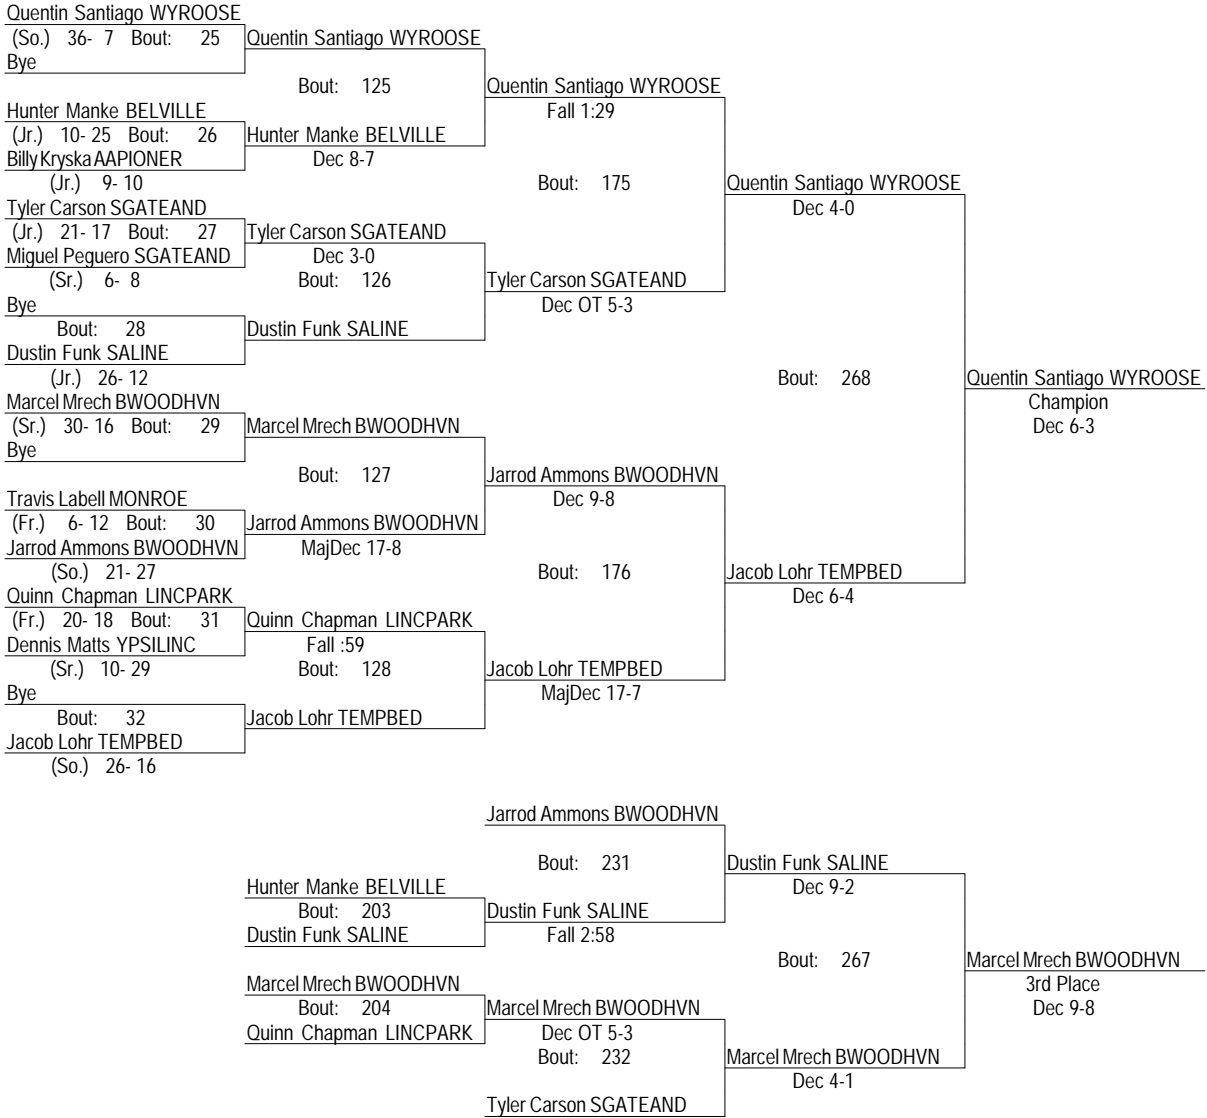 Quentin Santiago WYROOSE
(So.) 36- 7 Bout: 25 Quentin Santiago WYROOSE
Bye
Bout: 125 Quentin Santiago WYROOSE
Hunter Manke BELVILLE Fall 1:29
(Jr.) 10- 25 Bout: 26 Hunter Manke BELVILLE
Billy Kryska AAPIONER Dec 8-7
(Jr.) 9- 10 Bout: 175 Quentin Santiago WYROOSE
Tyler Carson SGATEAND Dec 4-0
(Jr.) 21- 17 Bout: 27 Tyler Carson SGATEAND
Miguel Peguero SGATEAND Dec 3-0
(Sr.) 6- 8 Bout: 126 Tyler Carson SGATEAND
Bye Dec OT 5-3
Bout: 28 Dustin Funk SALINE
Dustin Funk SALINE
(Jr.) 26- 12 Bout: 268 Quentin Santiago WYROOSE
Marcel Mrech BWOODHVN Champion
(Sr.) 30- 16 Bout: 29 Marcel Mrech BWOODHVN Dec 6-3
Bye
Bout: 127 Jarrod Ammons BWOODHVN
Travis Labell MONROE Dec 9-8
(Fr.) 6- 12 Bout: 30 Jarrod Ammons BWOODHVN
Jarrod Ammons BWOODHVN MajDec 17-8
(So.) 21- 27 Bout: 176 Jacob Lohr TEMPBED
Quinn Chapman LINCPARK Dec 6-4
(Fr.) 20- 18 Bout: 31 Quinn Chapman LINCPARK
Dennis Matts YPSILINC Fall :59
(Sr.) 10- 29 Bout: 128 Jacob Lohr TEMPBED
Bye MajDec 17-7
Bout: 32 Jacob Lohr TEMPBED
Jacob Lohr TEMPBED
(So.) 26- 16
Jarrod Ammons BWOODHVN
Bout: 231 Dustin Funk SALINE
Hunter Manke BELVILLE Dec 9-2
Bout: 203 Dustin Funk SALINE
Dustin Funk SALINE Fall 2:58
Bout: 267 Marcel Mrech BWOODHVN
Marcel Mrech BWOODHVN 3rd Place
Bout: 204 Marcel Mrech BWOODHVN Dec 9-8
Quinn Chapman LINCPARK Dec OT 5-3
Bout: 232 Marcel Mrech BWOODHVN
Dec 4-1
Tyler Carson SGATEAND